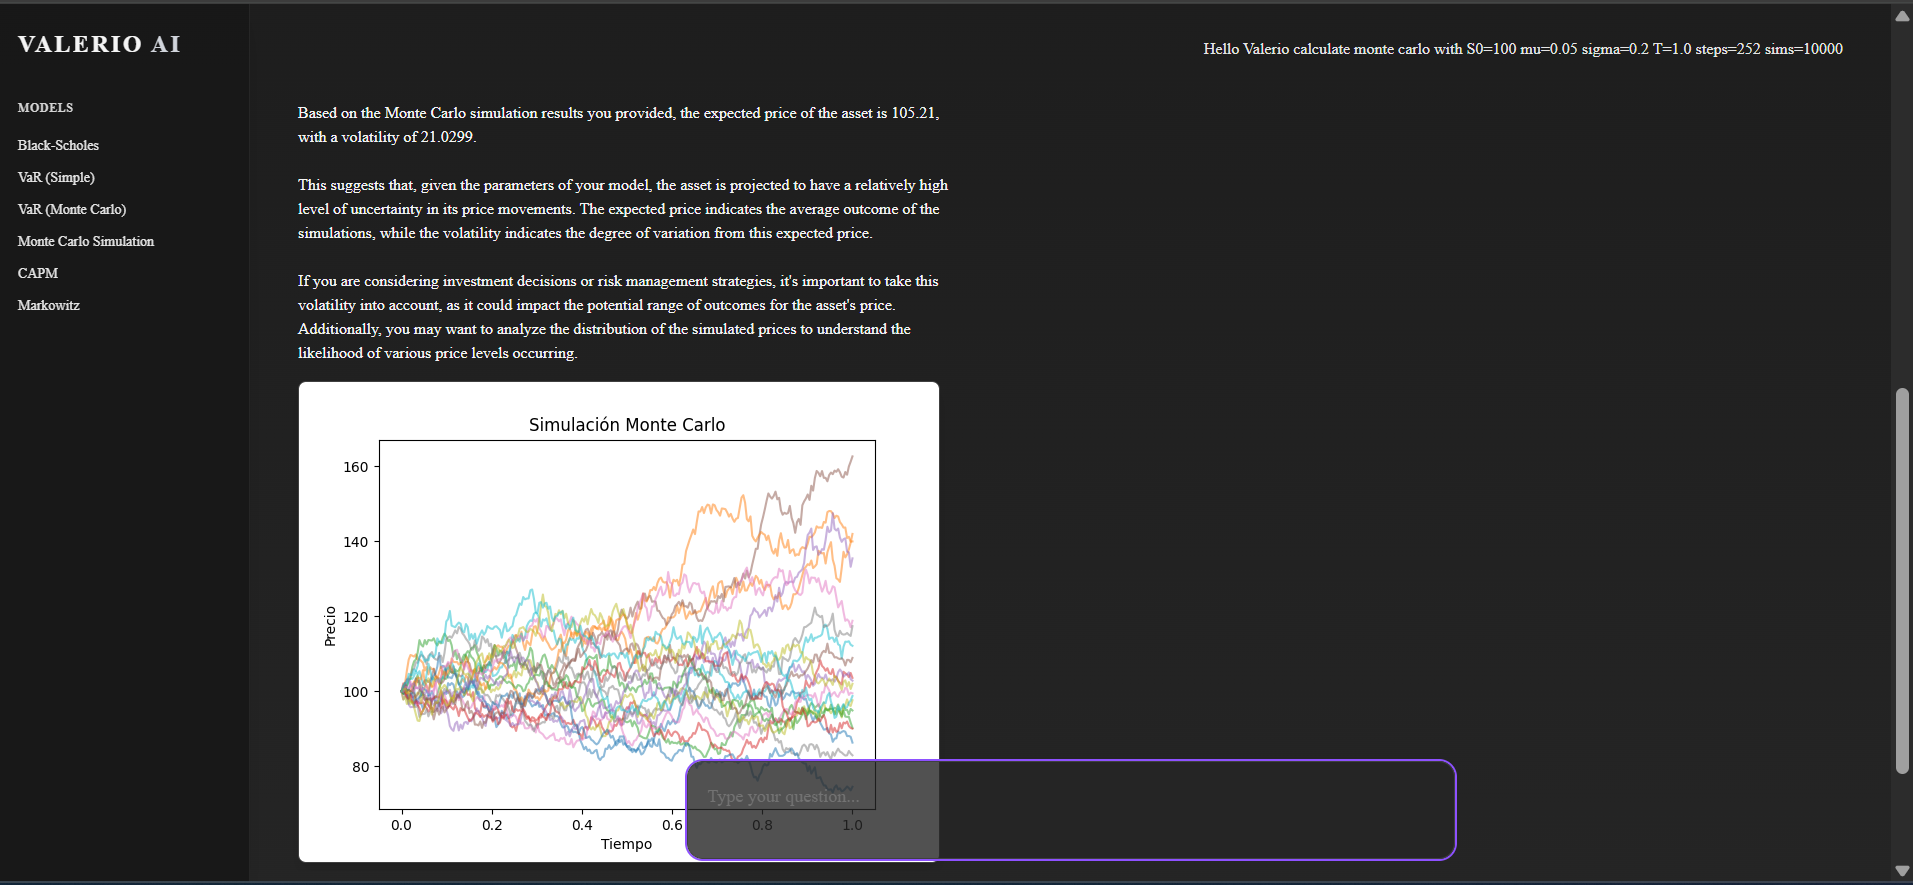 VALERIO AI
MODELS
Black-Scholes
VaR (Simple)
VaR (Monte Carlo)
Monte Carlo Simulation
CAPM
Markowitz
Hello Valerio calculate monte carlo with S0=100 mu=0.05 sigma=0.2 T=1.0 steps=252 sims=10000
Based on the Monte Carlo simulation results you provided, the expected price of the asset is 105.21,
with a volatility of 21.0299.
This suggests that, given the parameters of your model, the asset is projected to have a relatively high
level of uncertainty in its price movements. The expected price indicates the average outcome of the
simulations, while the volatility indicates the degree of variation from this expected price.
If you are considering investment decisions or risk management strategies, it's important to take this
volatility into account, as it could impact the potential range of outcomes for the asset's price.
Additionally, you may want to analyze the distribution of the simulated prices to understand the
likelihood of various price levels occurring.
Simulación Monte Carlo
160
140
120
100
80
Precio
0.0 0.2 0.4 0.6 0.8 1.0
Tiempo
Type your question...